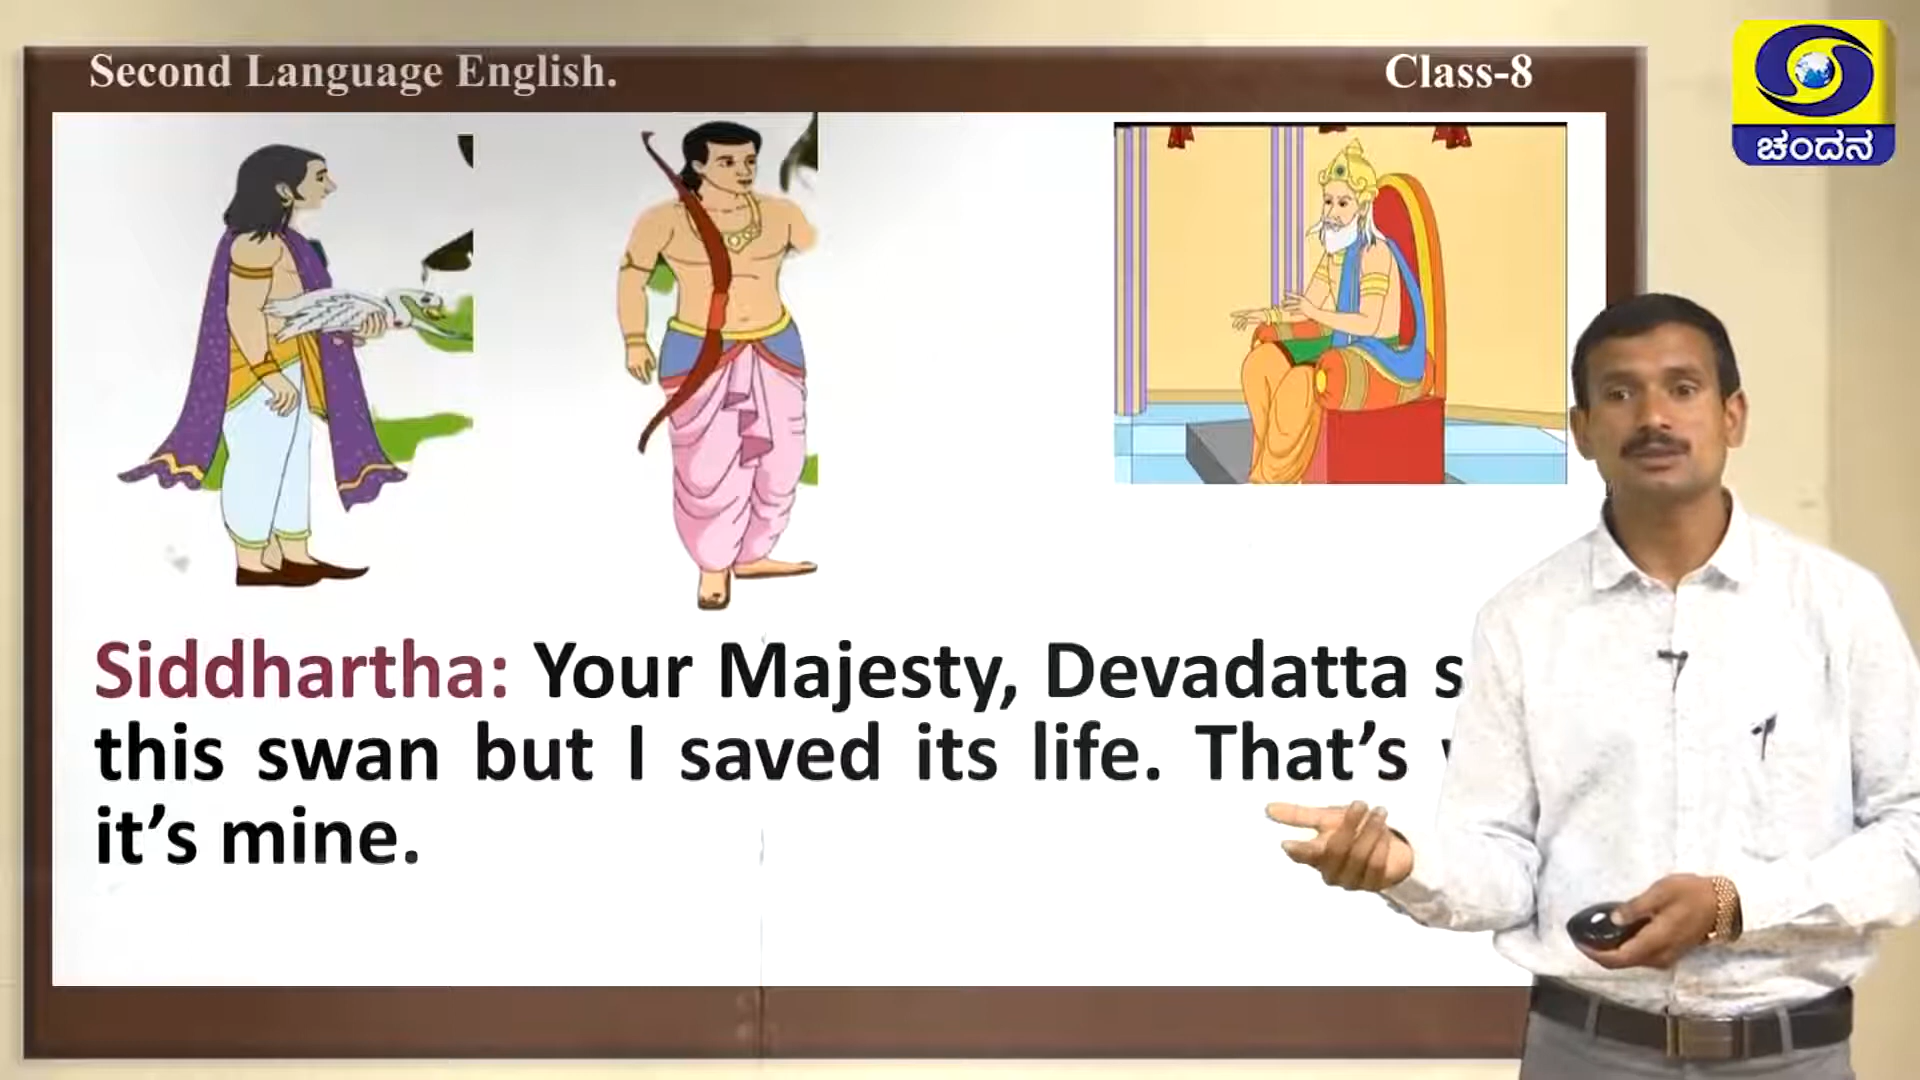 Second Language English.
Class-8
ಚಂದನ
Siddhartha: Your Majesty, Devadatta
this swan but I saved its life. That's
it's mine.